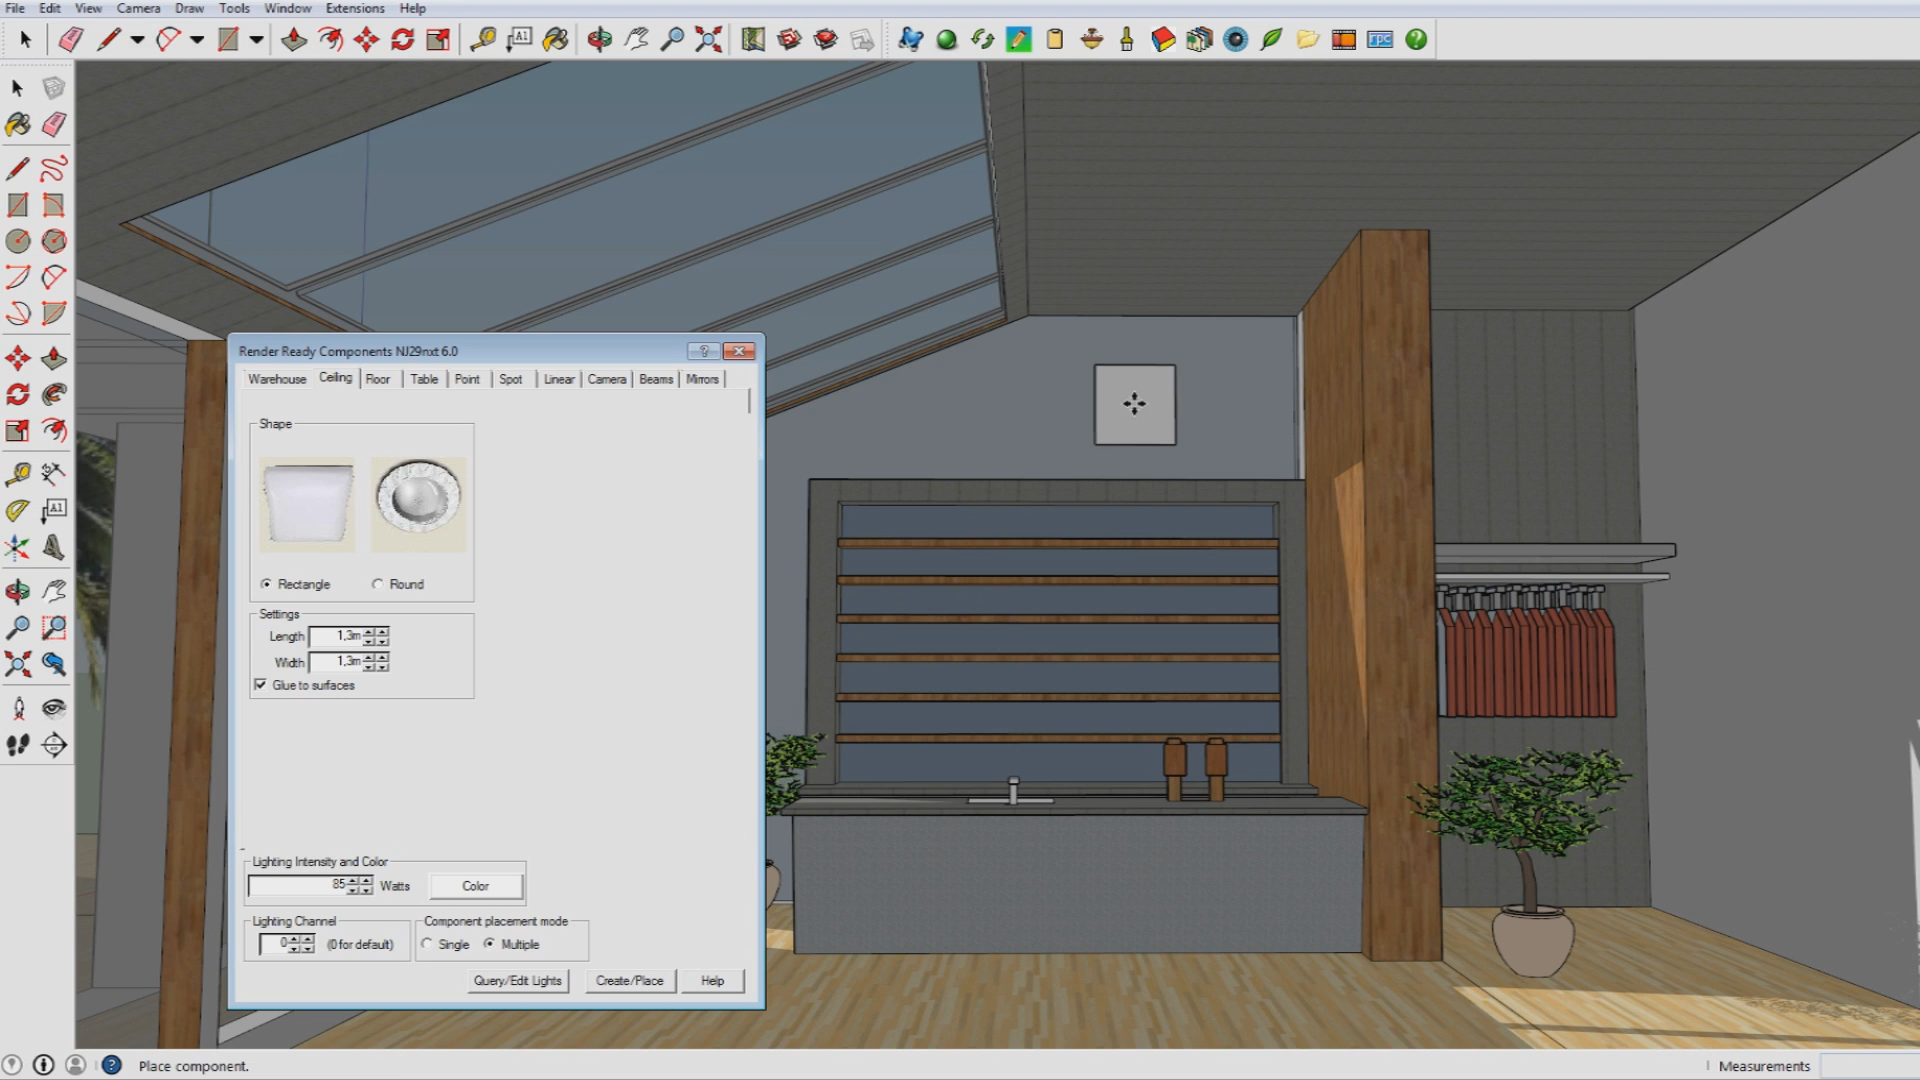 File Edit View Camera Draw Tools Window Extensions Help
A1
rpc
?
A1
Render Ready Components NJ29nxt 6.0
?
Warehouse Ceiling Floor Table Point Spot Linear Camera Beams Mirrors
Shape
Rectangle Round
Settings
Length 1,3m
Width 1,3m
Glue to surfaces
Lighting Intensity and Color
85 Watts Color
Lighting Channel
0 (0 for default)
Component placement mode
Single Multiple
Query/Edit Lights Create/Place Help
? Place component.
Measurements